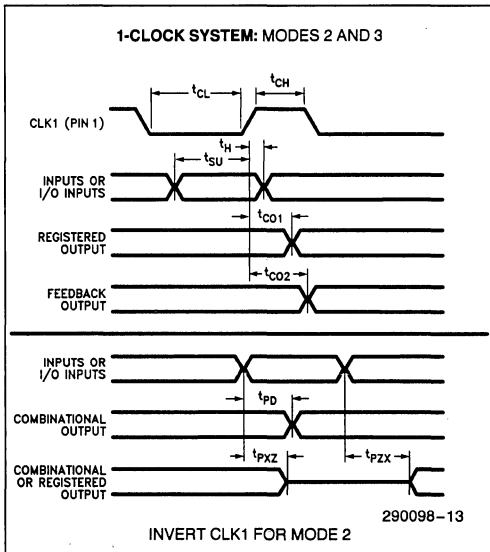 1-CLOCK SYSTEM: MODES 2 AND 3
tCL
tCH
CLK1 (PIN 1)
tH
tSU
INPUTS OR
I/O INPUTS
tCO1
REGISTERED
OUTPUT
tCO2
FEEDBACK
OUTPUT
INPUTS OR
I/O INPUTS
tPD
COMBINATIONAL
OUTPUT
tPXZ
tPZX
COMBINATIONAL
OR REGISTERED
OUTPUT
290098-13
INVERT CLK1 FOR MODE 2